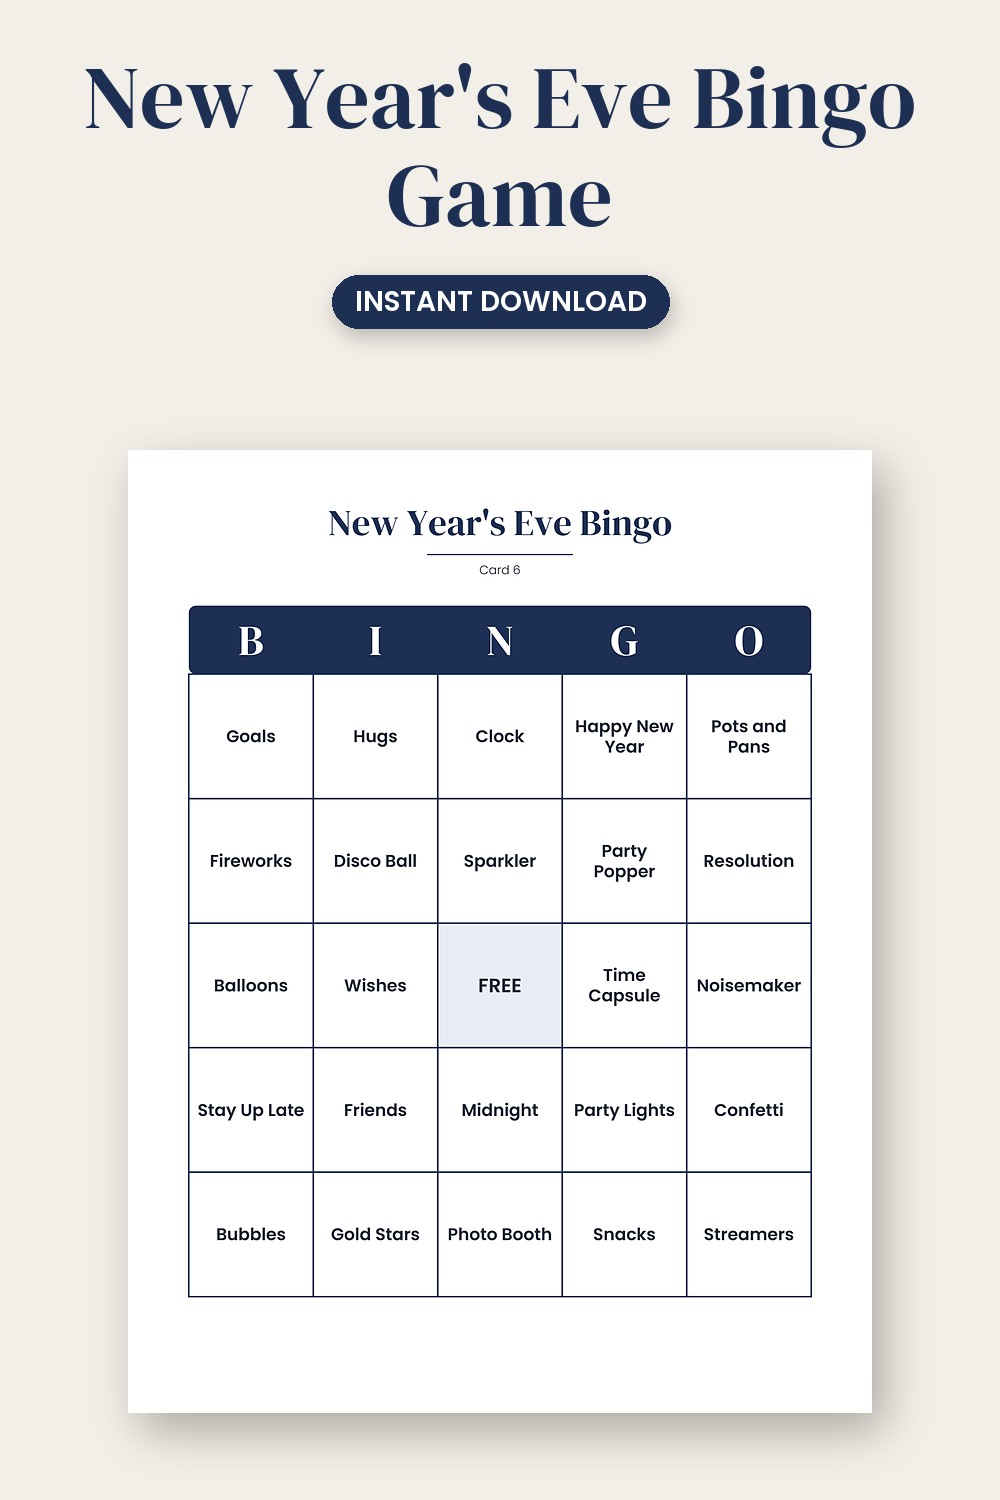 New Year's Eve Bingo
Game
INSTANT DOWNLOAD
New Year's Eve Bingo
Card 6
B I N G O
Goals
Hugs
Clock
Happy New
Year
Pots and
Pans
Fireworks
Disco Ball
Sparkler
Party
Popper
Resolution
Balloons
Wishes
FREE
Time
Capsule
Noisemaker
Stay Up Late
Friends
Midnight
Party Lights
Confetti
Bubbles
Gold Stars
Photo Booth
Snacks
Streamers